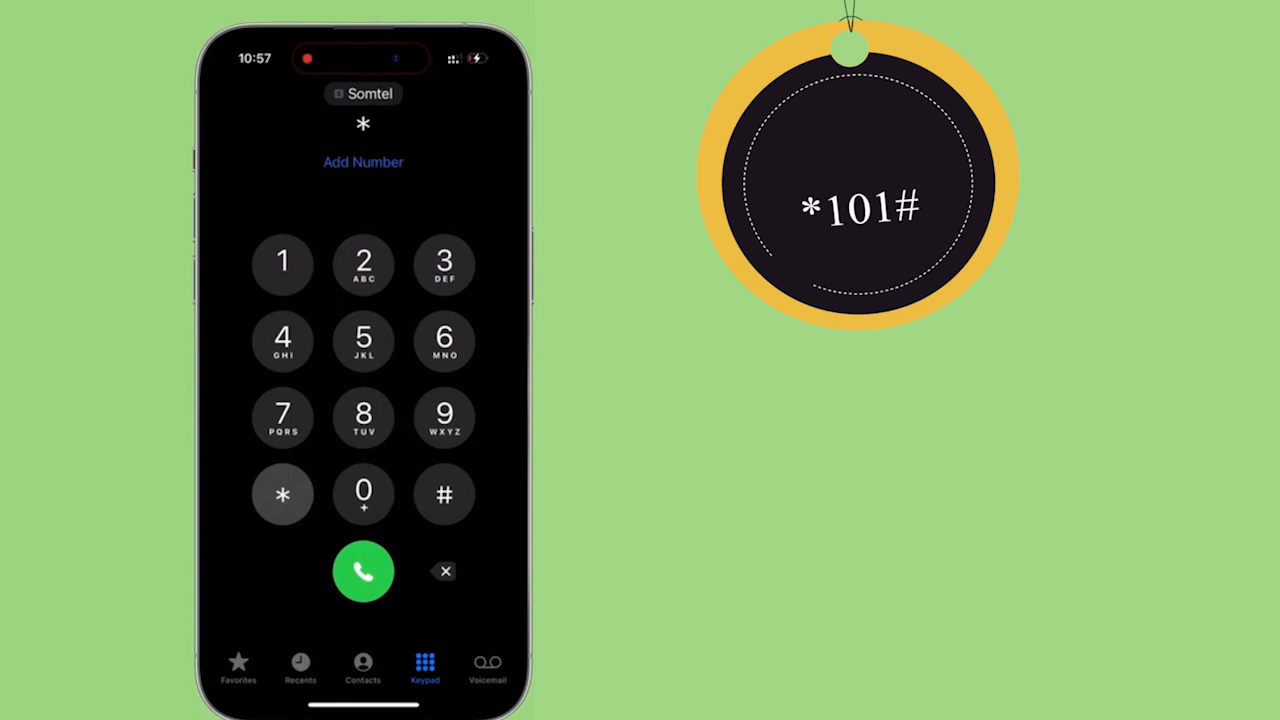 10:57
Somtel
*
Add Number
1
2
ABC
3
DEF
4
GHI
5
JKL
6
MNO
7
PQRS
8
TUV
9
WXYZ
*
0
+
#
Favorites
Recents
Contacts
Keypad
Voicemail
*101#